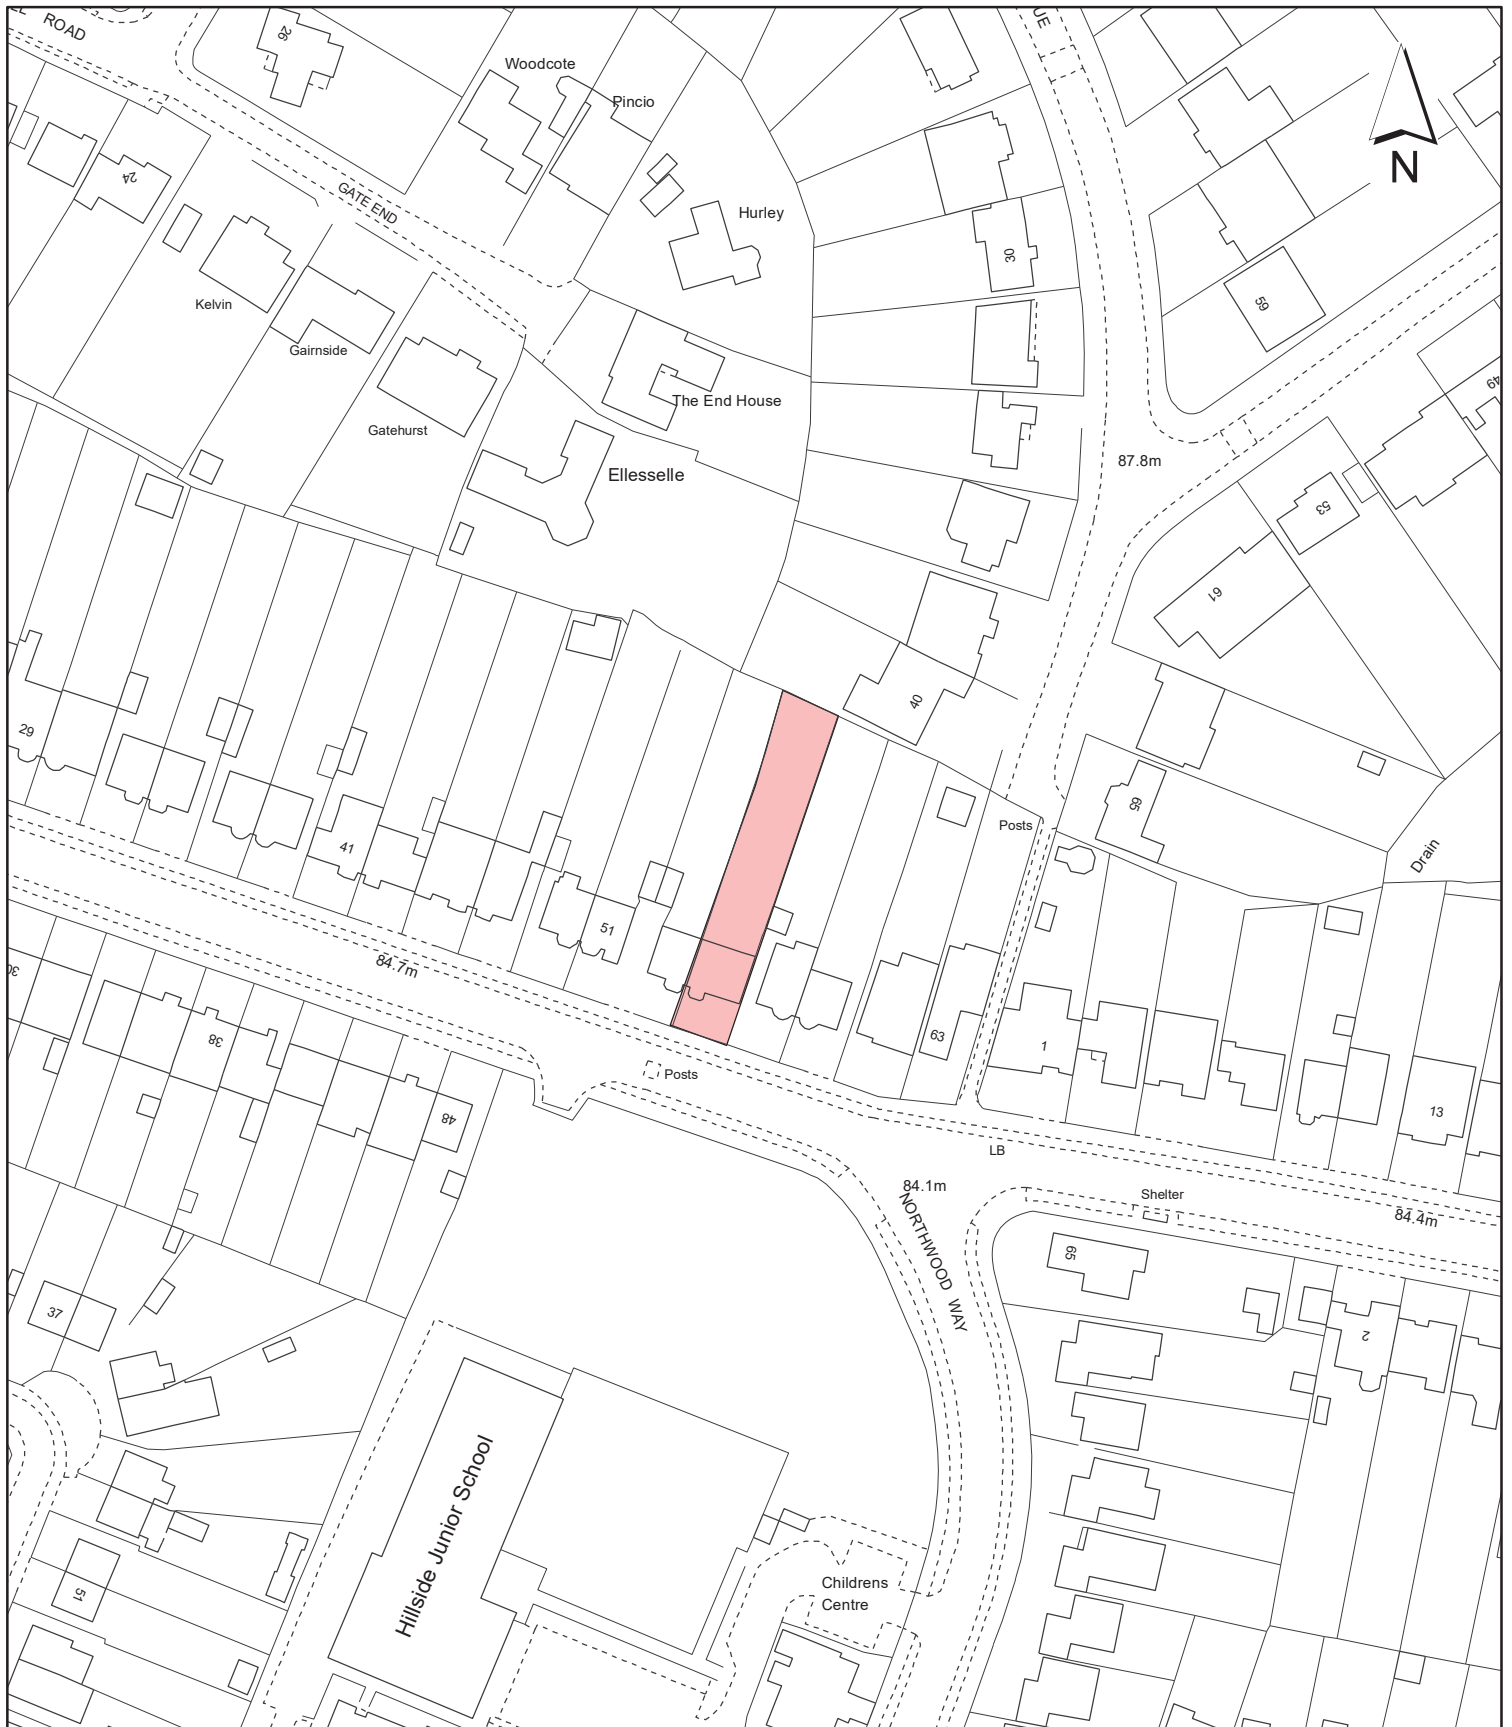 ROAD
26
Woodcote
Pincio
N
24
GATE END
Hurley
30
Kelvin
59
Gairnside
49
Gatehurst
The End House
87.8m
Ellesselle
53
61
29
40
65
Posts
41
Drain
51
84.7m
38
63
1
Posts
48
13
LB
84.1m
Shelter
84.4m
NORTHWOOD WAY
65
37
2
Hillside Junior School
Childrens
Centre
51